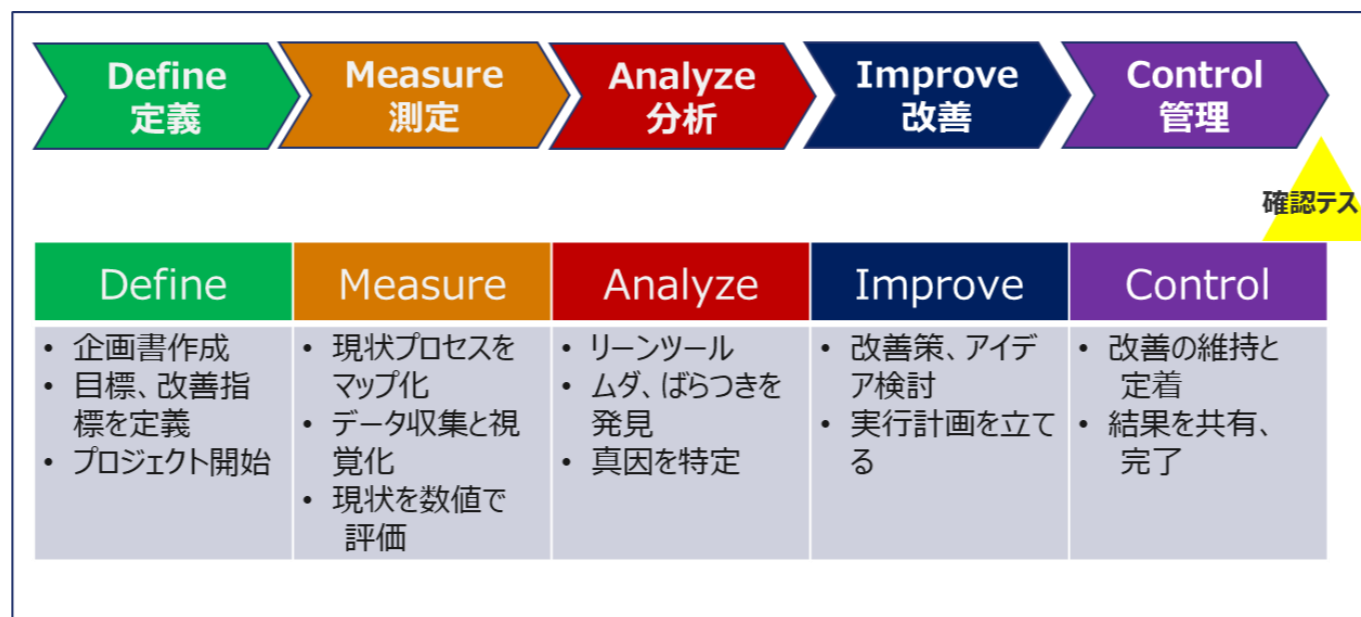 Define
定義
Measure
測定
Analyze
分析
Improve
改善
Control
管理
確認テス
Define
Measure
Analyze
Improve
Control
• 企画書作成
• 目標、改善指
標を定義
• プロジェクト開始
• 現状プロセスを
マップ化
• データ収集と視
覚化
• 現状を数値で
評価
• リーンツール
• ムダ、ばらつきを
発見
• 真因を特定
• 改善策、アイデ
ア検討
• 実行計画を立て
る
• 改善の維持と
定着
• 結果を共有、
完了